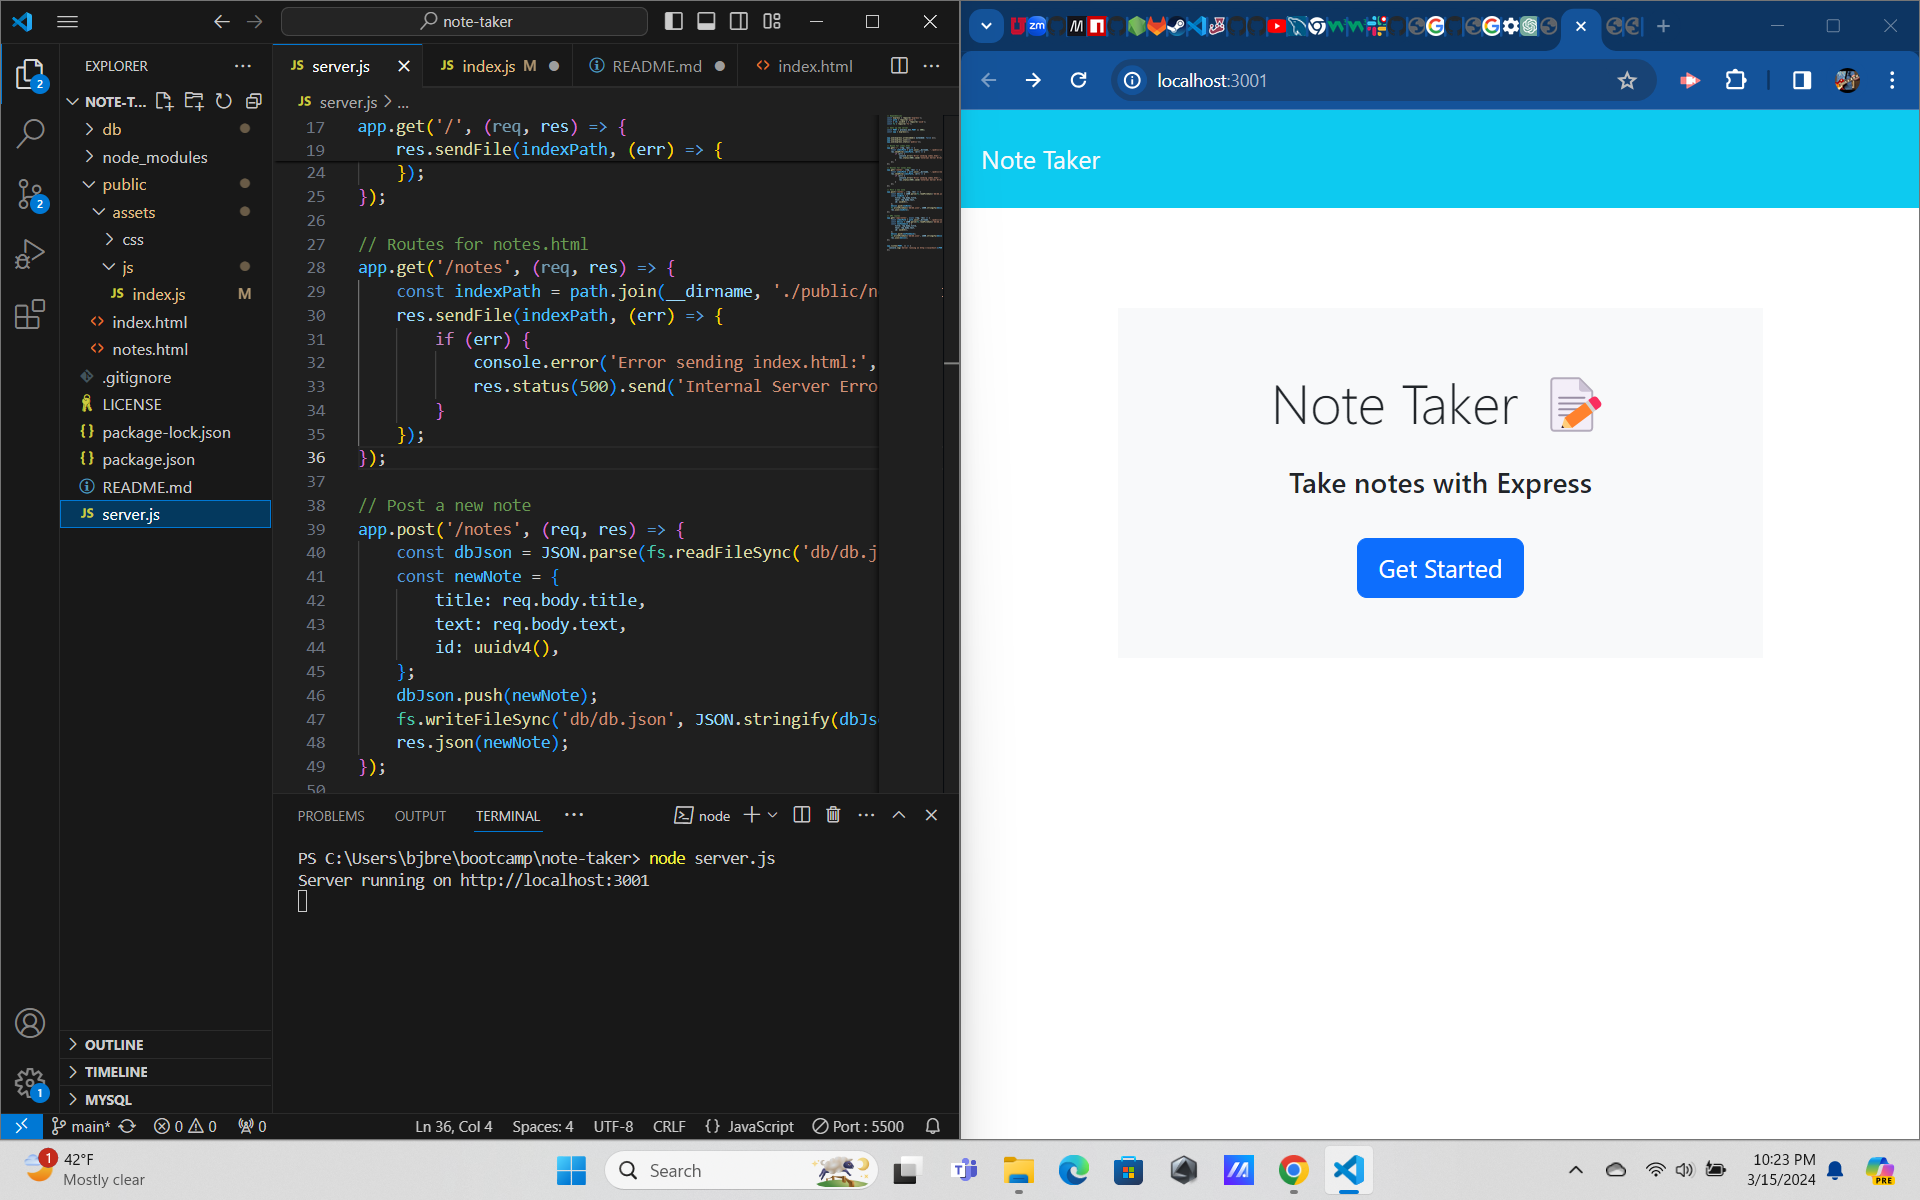 note-taker
EXPLORER
NOTE-T...
db
node_modules
public
assets
css
js
JS index.js M
<> index.html
<> notes.html
.gitignore
LICENSE
{} package-lock.json
{} package.json
README.md
JS server.js
OUTLINE
TIMELINE
MYSQL
2
2
1
JS server.js
JS index.js M
README.md
<> index.html
JS server.js > ...
17 app.get('/', (req, res) => {
19 res.sendFile(indexPath, (err) => {
24 });
25 });
26
27 // Routes for notes.html
28 app.get('/notes', (req, res) => {
29 const indexPath = path.join(__dirname, './public/n
30 res.sendFile(indexPath, (err) => {
31 if (err) {
32 console.error('Error sending index.html:',
33 res.status(500).send('Internal Server Erro
34 }
35 });
36 });
37
38 // Post a new note
39 app.post('/notes', (req, res) => {
40 const dbJson = JSON.parse(fs.readFileSync('db/db.j
41 const newNote = {
42 title: req.body.title,
43 text: req.body.text,
44 id: uuidv4(),
45 };
46 dbJson.push(newNote);
47 fs.writeFileSync('db/db.json', JSON.stringify(dbJs
48 res.json(newNote);
49 });
50
PROBLEMS OUTPUT TERMINAL ... node
PS C:\Users\bjbre\bootcamp\note-taker> node server.js
Server running on http://localhost:3001
main* 0 0 0 Ln 36, Col 4 Spaces: 4 UTF-8 CRLF {} JavaScript Port : 5500
zm
localhost:3001
Note Taker
Note Taker
Take notes with Express
Get Started
1
42°F
Mostly clear
Search
10:23 PM
3/15/2024
PRE